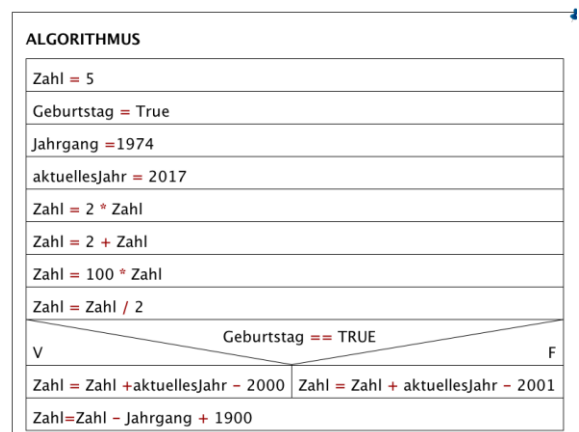 ALGORITHMUS
Zahl = 5
Geburtstag = True
Jahrgang =1974
aktuellesJahr = 2017
Zahl = 2 * Zahl
Zahl = 2 + Zahl
Zahl = 100 * Zahl
Zahl = Zahl / 2
Geburtstag == TRUE
V F
Zahl = Zahl +aktuellesJahr - 2000 Zahl = Zahl + aktuellesJahr - 2001
Zahl=Zahl - Jahrgang + 1900